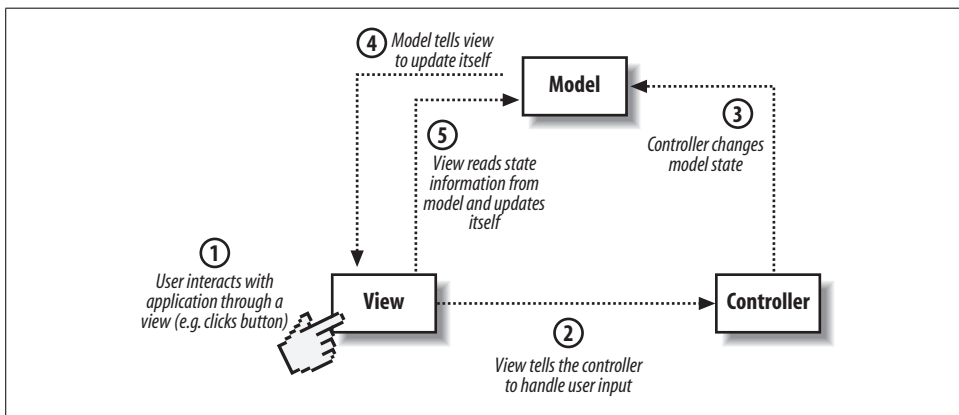 4
Model tells view
to update itself
Model
3
Controller changes
model state
5
View reads state
information from
model and updates
itself
1
User interacts with
application through a
view (e.g. clicks button)
View
Controller
2
View tells the controller
to handle user input